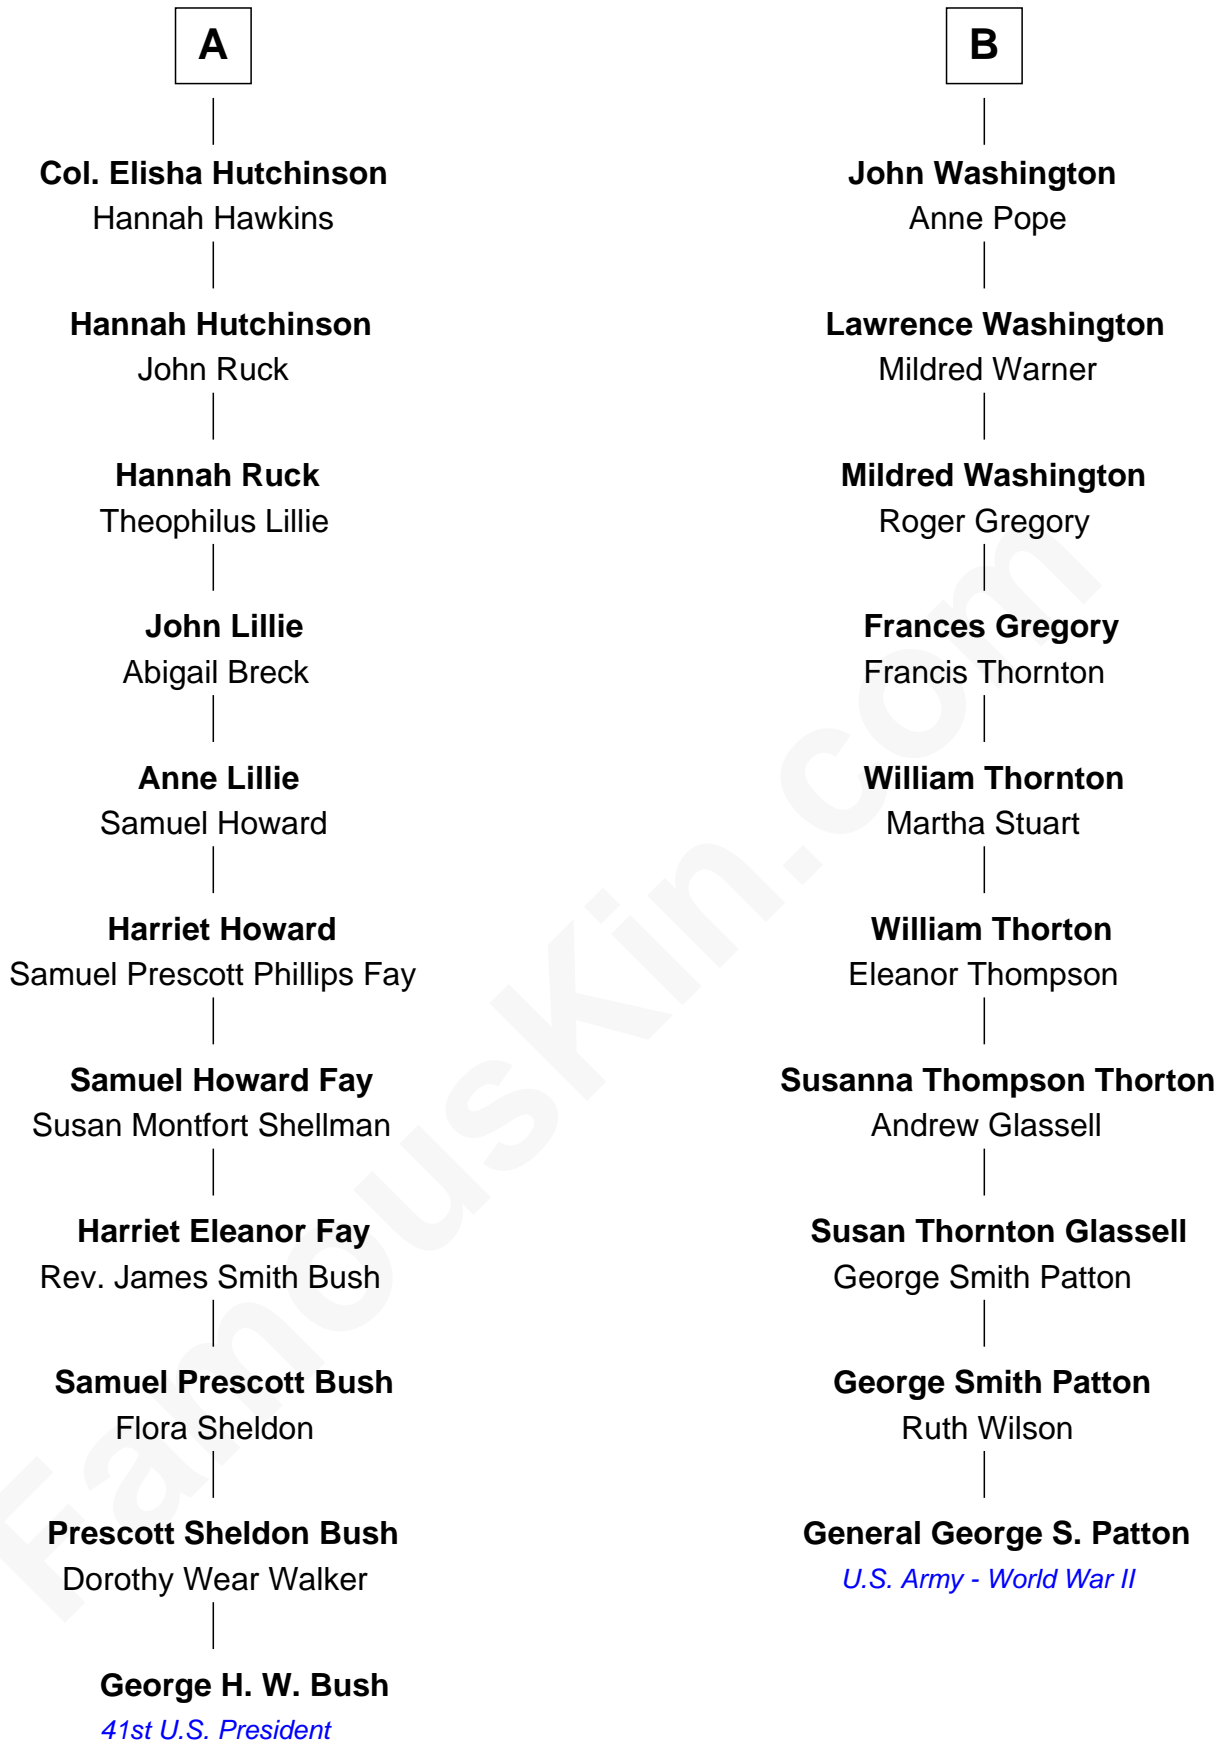 A
Col. Elisha Hutchinson
Hannah Hawkins
Hannah Hutchinson
John Ruck
Hannah Ruck
Theophilus Lillie
John Lillie
Abigail Breck
Anne Lillie
Samuel Howard
Harriet Howard
Samuel Prescott Phillips Fay
Samuel Howard Fay
Susan Montfort Shellman
Harriet Eleanor Fay
Rev. James Smith Bush
Samuel Prescott Bush
Flora Sheldon
Prescott Sheldon Bush
Dorothy Wear Walker
George H. W. Bush
41st U.S. President
B
John Washington
Anne Pope
Lawrence Washington
Mildred Warner
Mildred Washington
Roger Gregory
Frances Gregory
Francis Thornton
William Thornton
Martha Stuart
William Thorton
Eleanor Thompson
Susanna Thompson Thorton
Andrew Glassell
Susan Thornton Glassell
George Smith Patton
George Smith Patton
Ruth Wilson
General George S. Patton
U.S. Army - World War II
FamousKin.com